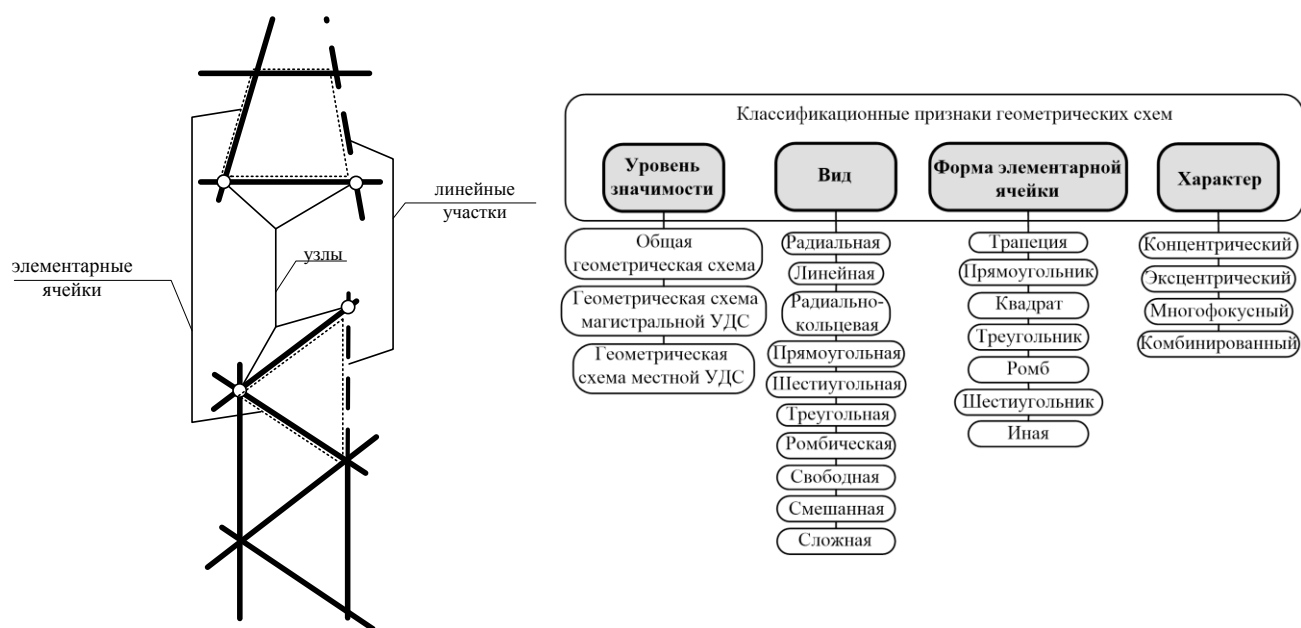 элементарные
ячейки
линейные
участки
узлы
Классификационные признаки геометрических схем
Уровень
значимости
Общая
геометрическая схема
Геометрическая схема
магистральной УДС
Геометрическая
схема местной УДС
Вид
Радиальная
Линейная
Радиально-
кольцевая
Прямоугольная
Шестиугольная
Треугольная
Ромбическая
Свободная
Смешанная
Сложная
Форма элементарной
ячейки
Трапеция
Прямоугольник
Квадрат
Треугольник
Ромб
Шестиугольник
Иная
Характер
Концентрический
Эксцентрический
Многофокусный
Комбинированный